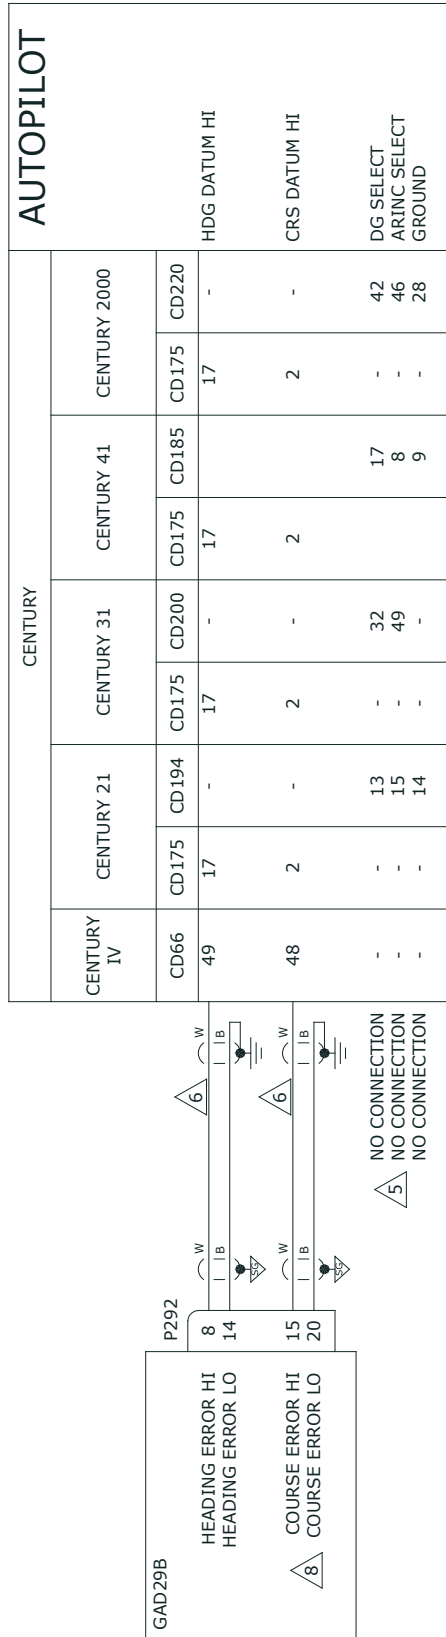 CENTURY
AUTOPILOT
CENTURY IV
CENTURY 21
CENTURY 31
CENTURY 41
CENTURY 2000
CD66
CD175
CD194
CD175
CD200
CD175
CD185
CD175
CD220
GAD29B
P292
HEADING ERROR HI
8
W
6
W
49
17
-
17
-
17
17
-
HDG DATUM HI
HEADING ERROR LO
14
B
B
SG
8
COURSE ERROR HI
15
W
6
W
48
2
-
2
-
2
2
-
CRS DATUM HI
COURSE ERROR LO
20
B
B
SG
5
NO CONNECTION
-
-
13
-
32
17
-
42
DG SELECT
NO CONNECTION
-
-
15
-
49
8
-
46
ARINC SELECT
NO CONNECTION
-
-
14
-
-
9
-
28
GROUND